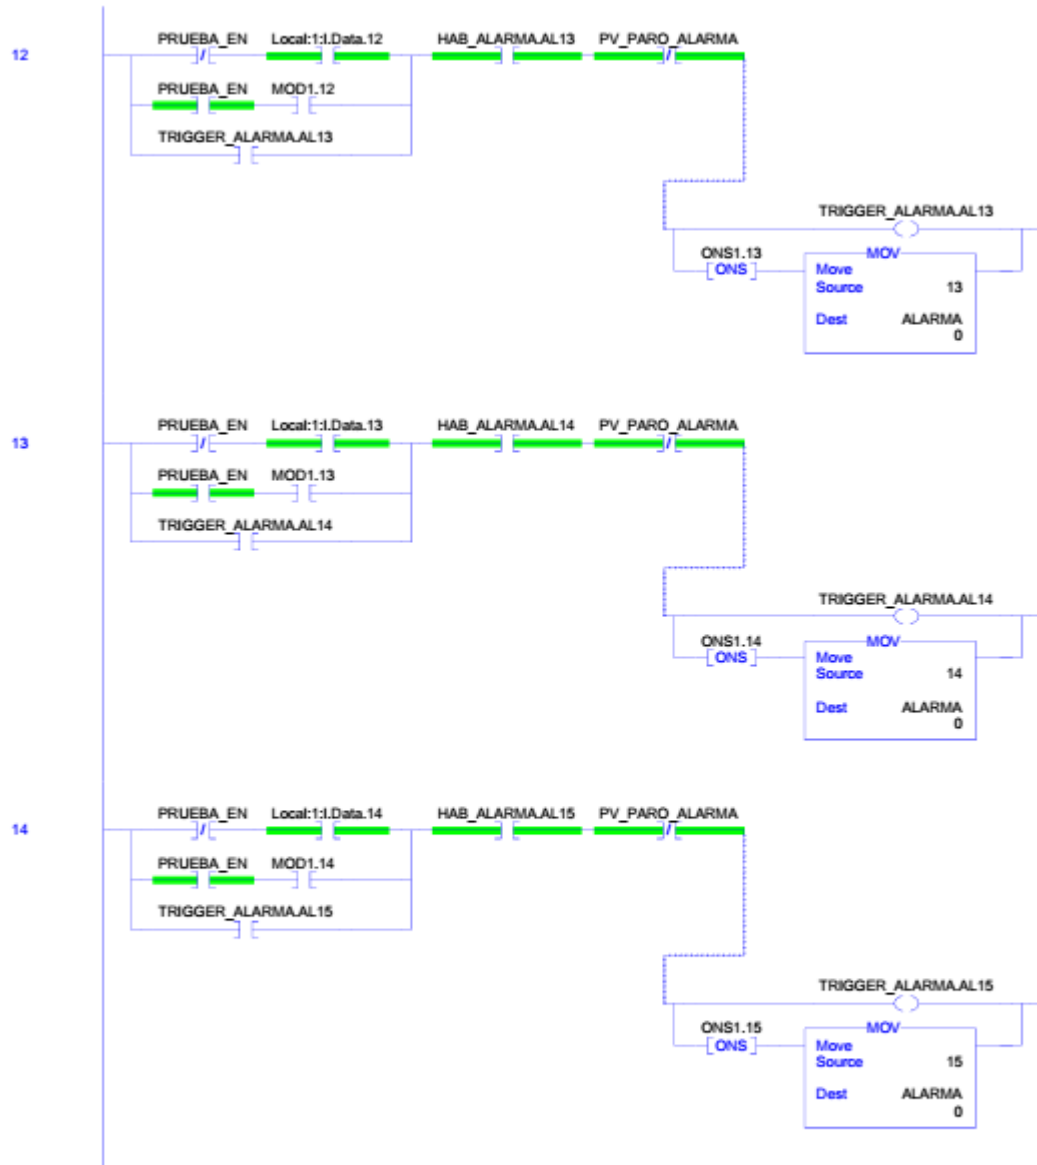 12
PRUEBA_EN Local:1:I.Data.12 HAB_ALARMA.AL13 PV_PARO_ALARMA
PRUEBA_EN MOD1.12
TRIGGER_ALARMA.AL13
TRIGGER_ALARMA.AL13
ONS1.13 MOV
ONS Move
Source 13
Dest ALARMA
0
13
PRUEBA_EN Local:1:I.Data.13 HAB_ALARMA.AL14 PV_PARO_ALARMA
PRUEBA_EN MOD1.13
TRIGGER_ALARMA.AL14
TRIGGER_ALARMA.AL14
ONS1.14 MOV
ONS Move
Source 14
Dest ALARMA
0
14
PRUEBA_EN Local:1:I.Data.14 HAB_ALARMA.AL15 PV_PARO_ALARMA
PRUEBA_EN MOD1.14
TRIGGER_ALARMA.AL15
TRIGGER_ALARMA.AL15
ONS1.15 MOV
ONS Move
Source 15
Dest ALARMA
0